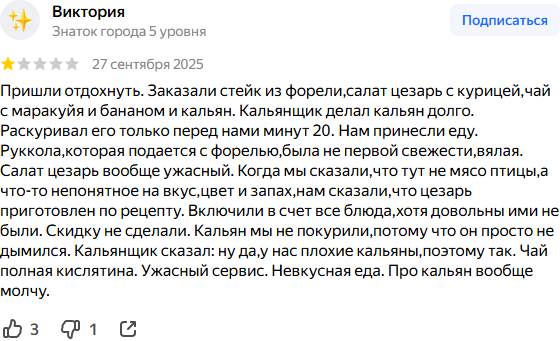 Виктория
Знаток города 5 уровня
Подписаться
27 сентября 2025
Пришли отдохнуть. Заказали стейк из форели,салат цезарь с курицей,чай
с маракуйя и бананом и кальян. Кальянщик делал кальян долго.
Раскуривал его только перед нами минут 20. Нам принесли еду.
Руккола,которая подается с форелью,была не первой свежести,вялая.
Салат цезарь вообще ужасный. Когда мы сказали,что тут не мясо птицы,а
что-то непонятное на вкус,цвет и запах,нам сказали,что цезарь
приготовлен по рецепту. Включили в счет все блюда,хотя довольны ими не
были. Скидку не сделали. Кальян мы не покурили,потому что он просто не
дымился. Кальянщик сказал: ну да,у нас плохие кальяны,поэтому так. Чай
полная кислятина. Ужасный сервис. Невкусная еда. Про кальян вообще
молчу.
3
1